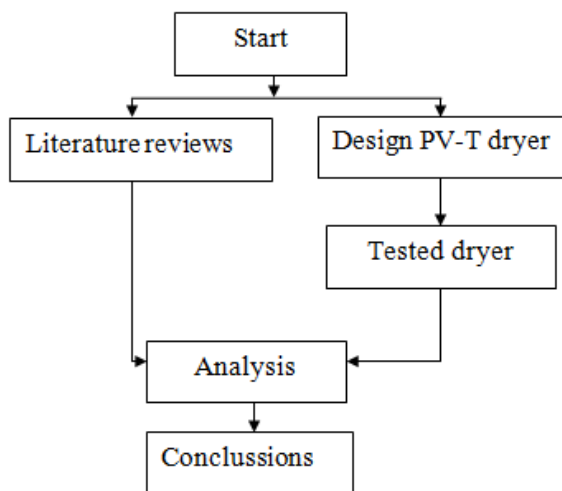 Start
Literature reviews
Design PV-T dryer
Tested dryer
Analysis
Conclussions